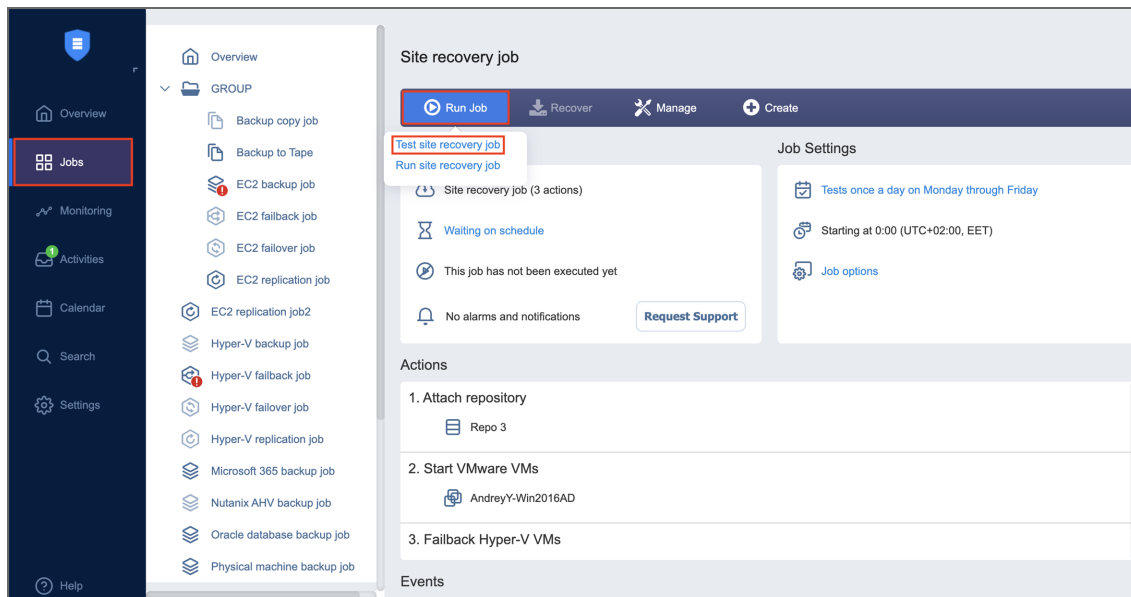 Overview
Jobs
Monitoring
1
Activities
Calendar
Search
Settings
Help
Overview
GROUP
Backup copy job
Backup to Tape
EC2 backup job
EC2 failback job
EC2 failover job
EC2 replication job
EC2 replication job2
Hyper-V backup job
Hyper-V failback job
Hyper-V failover job
Hyper-V replication job
Microsoft 365 backup job
Nutanix AHV backup job
Oracle database backup job
Physical machine backup job
Site recovery job
Run Job Recover Manage Create
Test site recovery job
Run site recovery job
Site recovery job (3 actions)
Waiting on schedule
This job has not been executed yet
No alarms and notifications Request Support
Job Settings
Tests once a day on Monday through Friday
Starting at 0:00 (UTC+02:00, EET)
Job options
Actions
1. Attach repository
Repo 3
2. Start VMware VMs
AndreyY-Win2016AD
3. Failback Hyper-V VMs
Events